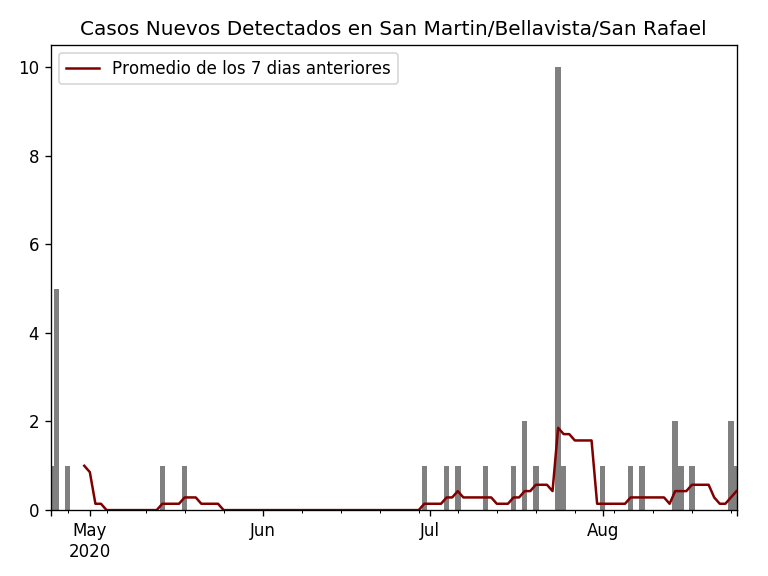 Casos Nuevos Detectados en San Martin/Bellavista/San Rafael
Promedio de los 7 dias anteriores
10
8
6
4
2
0
May Jun Jul Aug
2020